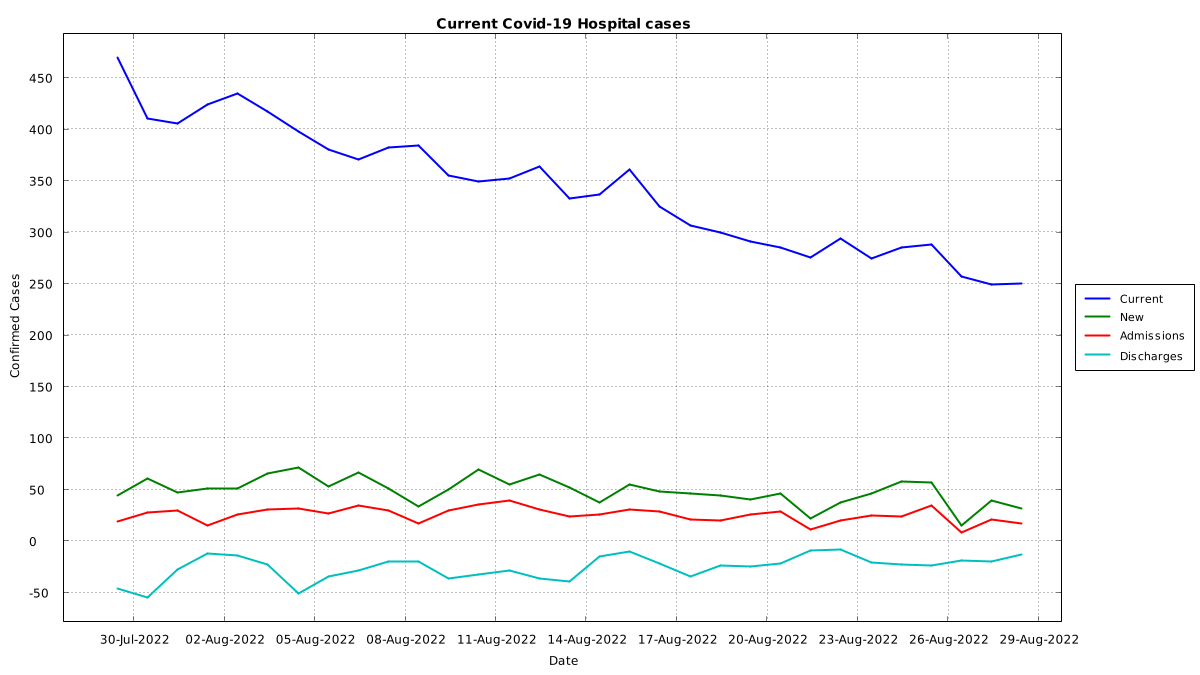 Current Covid-19 Hospital cases
450
400
350
300
250
200
150
100
50
0
-50
Confirmed Cases
30-Jul-2022 02-Aug-2022 05-Aug-2022 08-Aug-2022 11-Aug-2022 14-Aug-2022 17-Aug-2022 20-Aug-2022 23-Aug-2022 26-Aug-2022 29-Aug-2022
Date
Current
New
Admissions
Discharges